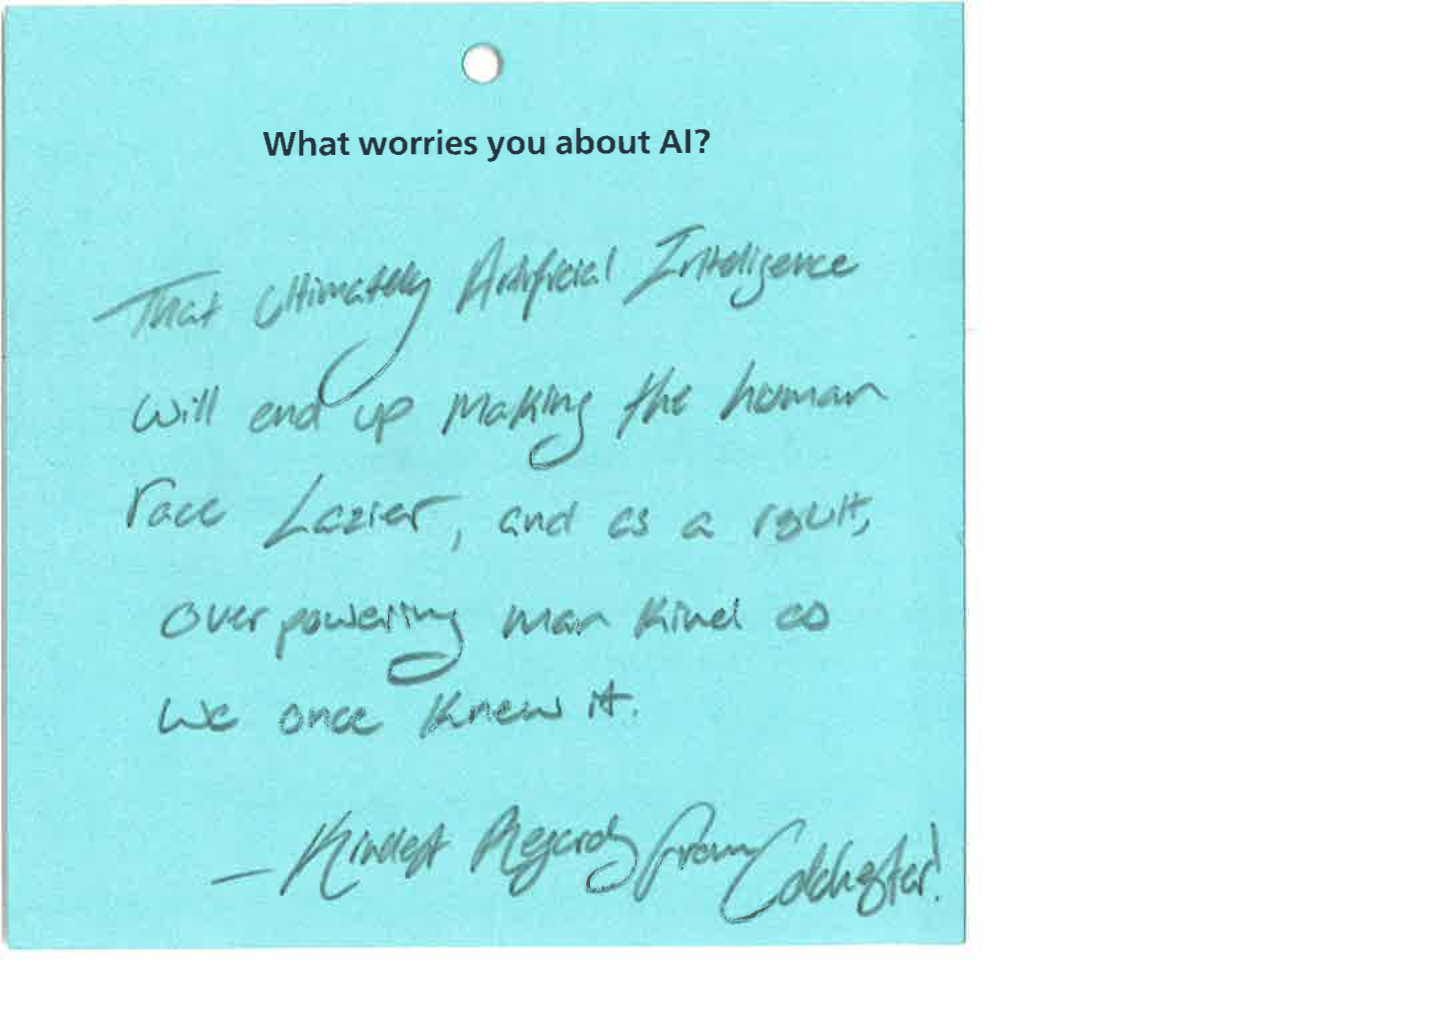 What worries you about AI?
That Ultimately Artificial Intelligence
will end up making the human
race Lazier, and as a result,
overpowering man kind as
we once knew it.
– Kindest Regards from Colchester!